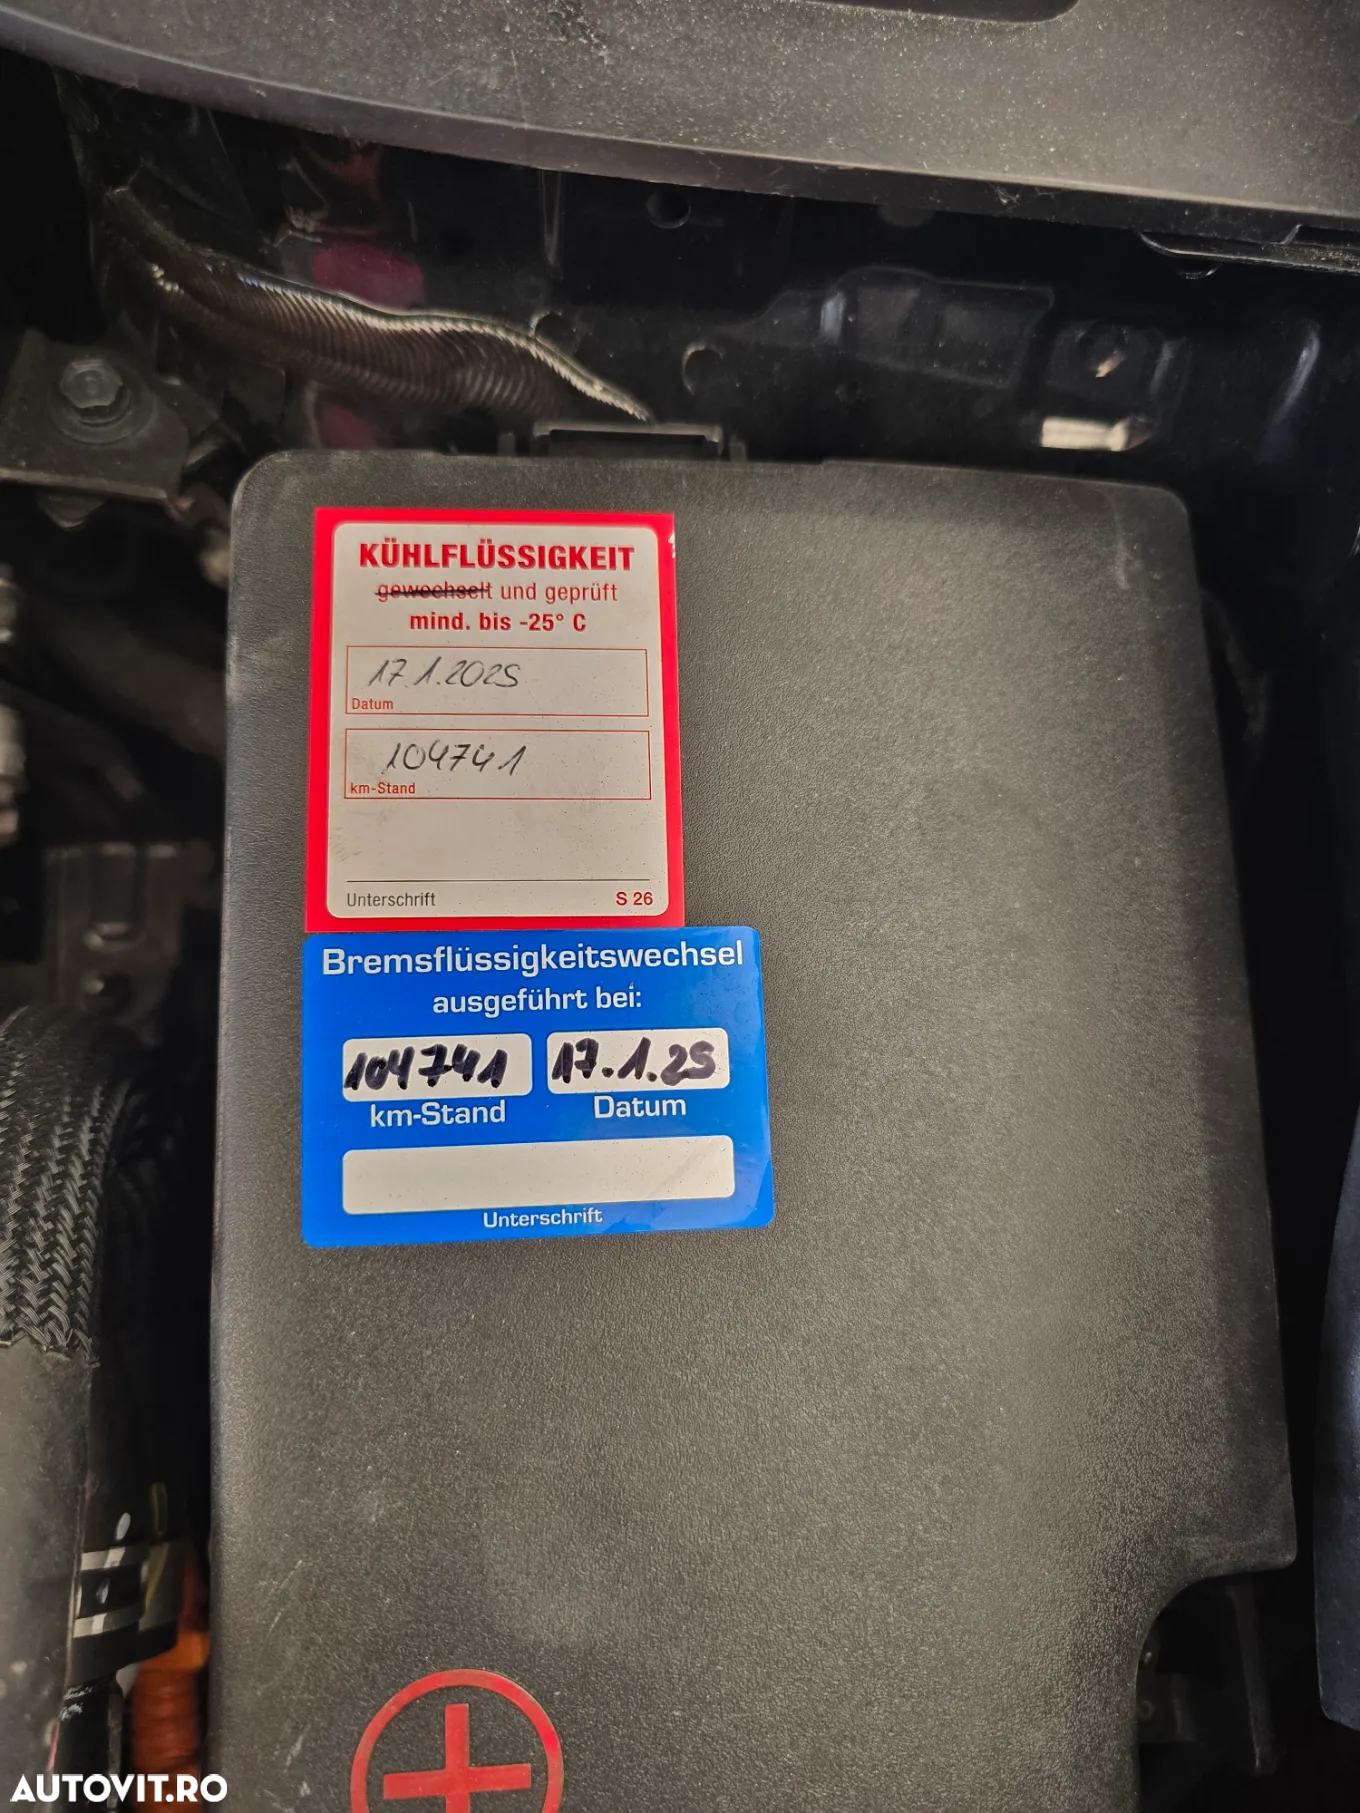 KÜHLFLÜSSIGKEIT
gewechselt und geprüft
mind. bis -25° C
17.1.2025
Datum
104741
km-Stand
Unterschrift S 26
Bremsflüssigkeitswechsel
ausgeführt bei:
104741 17.1.25
km-Stand Datum
Unterschrift
AUTOVIT.RO